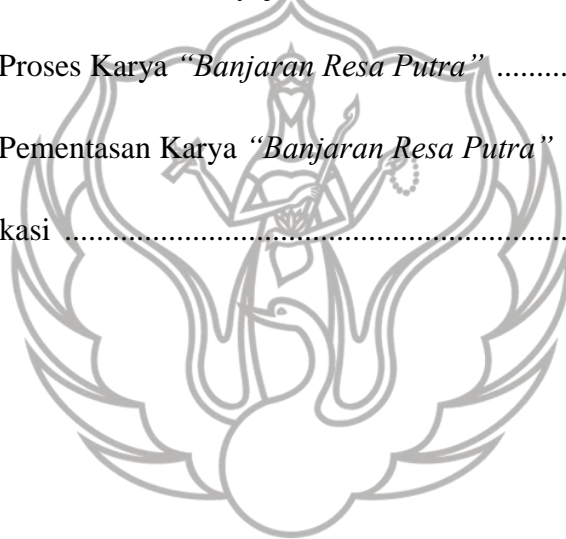 Proses Karya “Banjaran Resa Putra” .........
Pementasan Karya “Banjaran Resa Putra”
kasi ............................................................